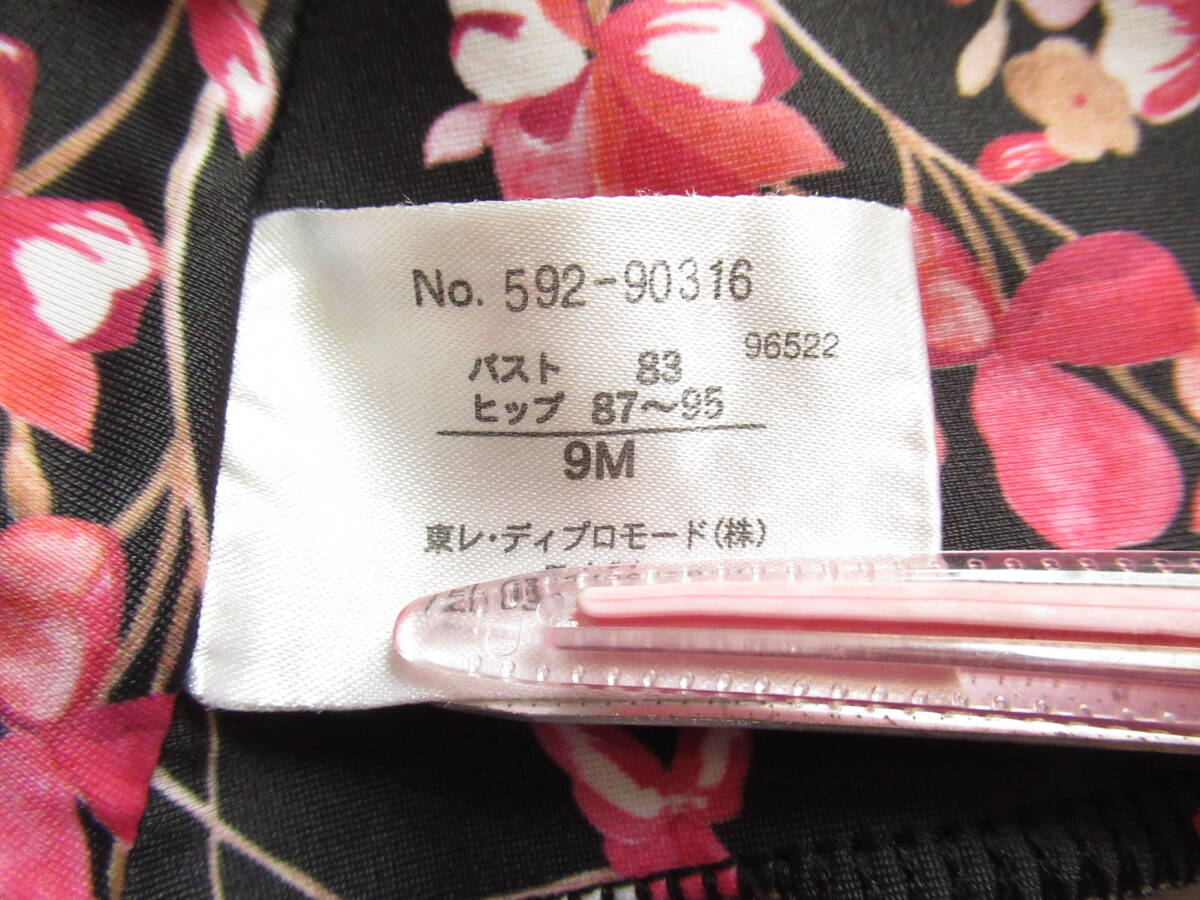 No. 592-90316
96522
バスト 83
ヒップ 87〜95
9M
東レ・ディプロモード(株)